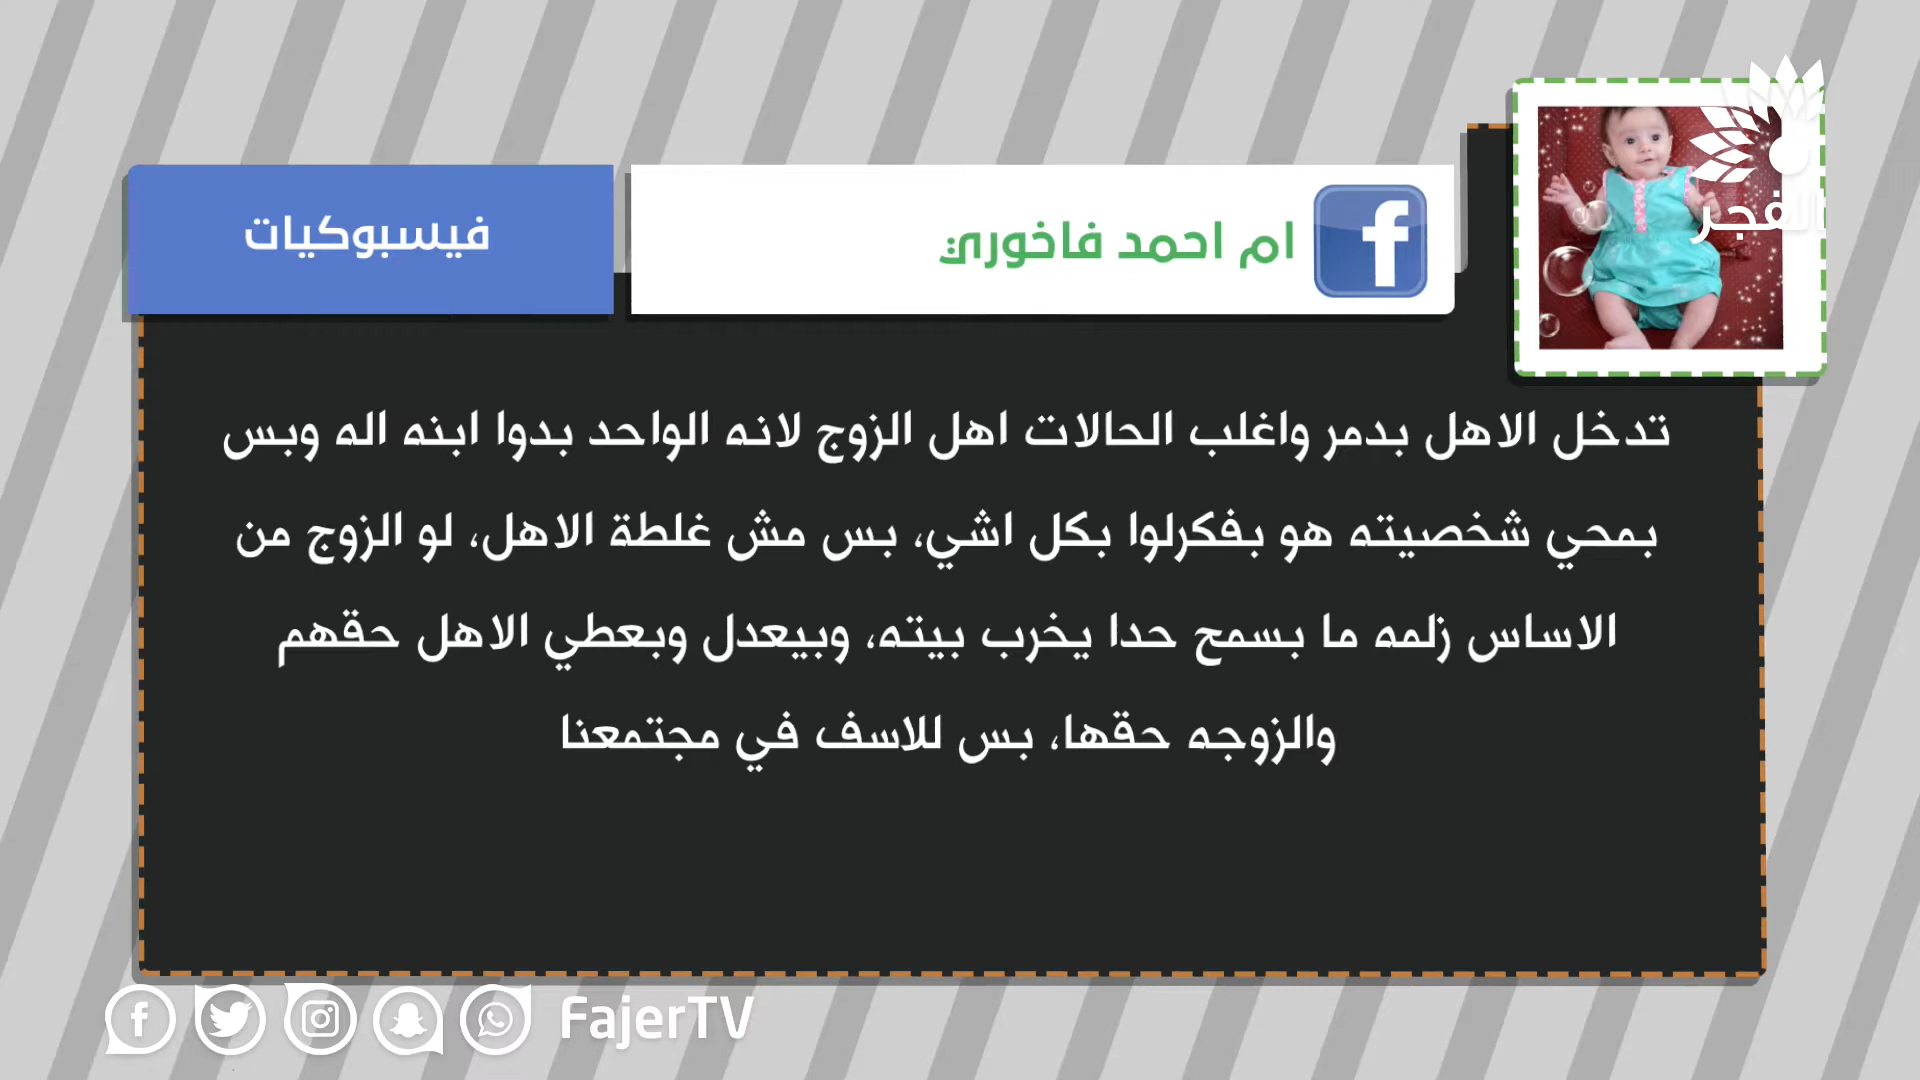 الفجر
ام احمد فاخوري
فيسبوكيات
تدخل الاهل بدمر واغلب الحالات اهل الزوج لانه الواحد بدوا ابنه اله وبس
بمحي شخصيته هو بفكرلوا بكل اشي، بس مش غلطة الاهل، لو الزوج من
الاساس زلمه ما بسمح حدا يخرب بيته، وبيعدل وبعطي الاهل حقهم
والزوجه حقها، بس للاسف في مجتمعنا
FajerTV